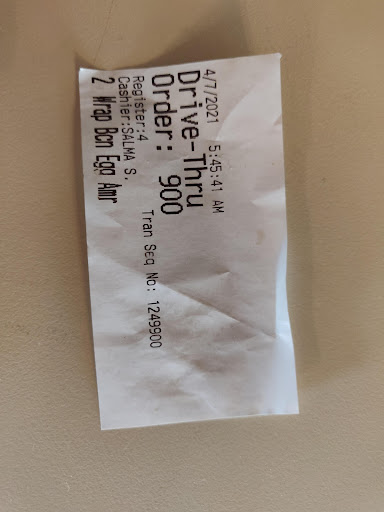 4/7/2021 5:45:41 AM
Drive-Thru
Order: 900
Register:4 Tran Seq No: 1249900
Cashier:SALMA S.
2 Wrap Bcn Egg Amr